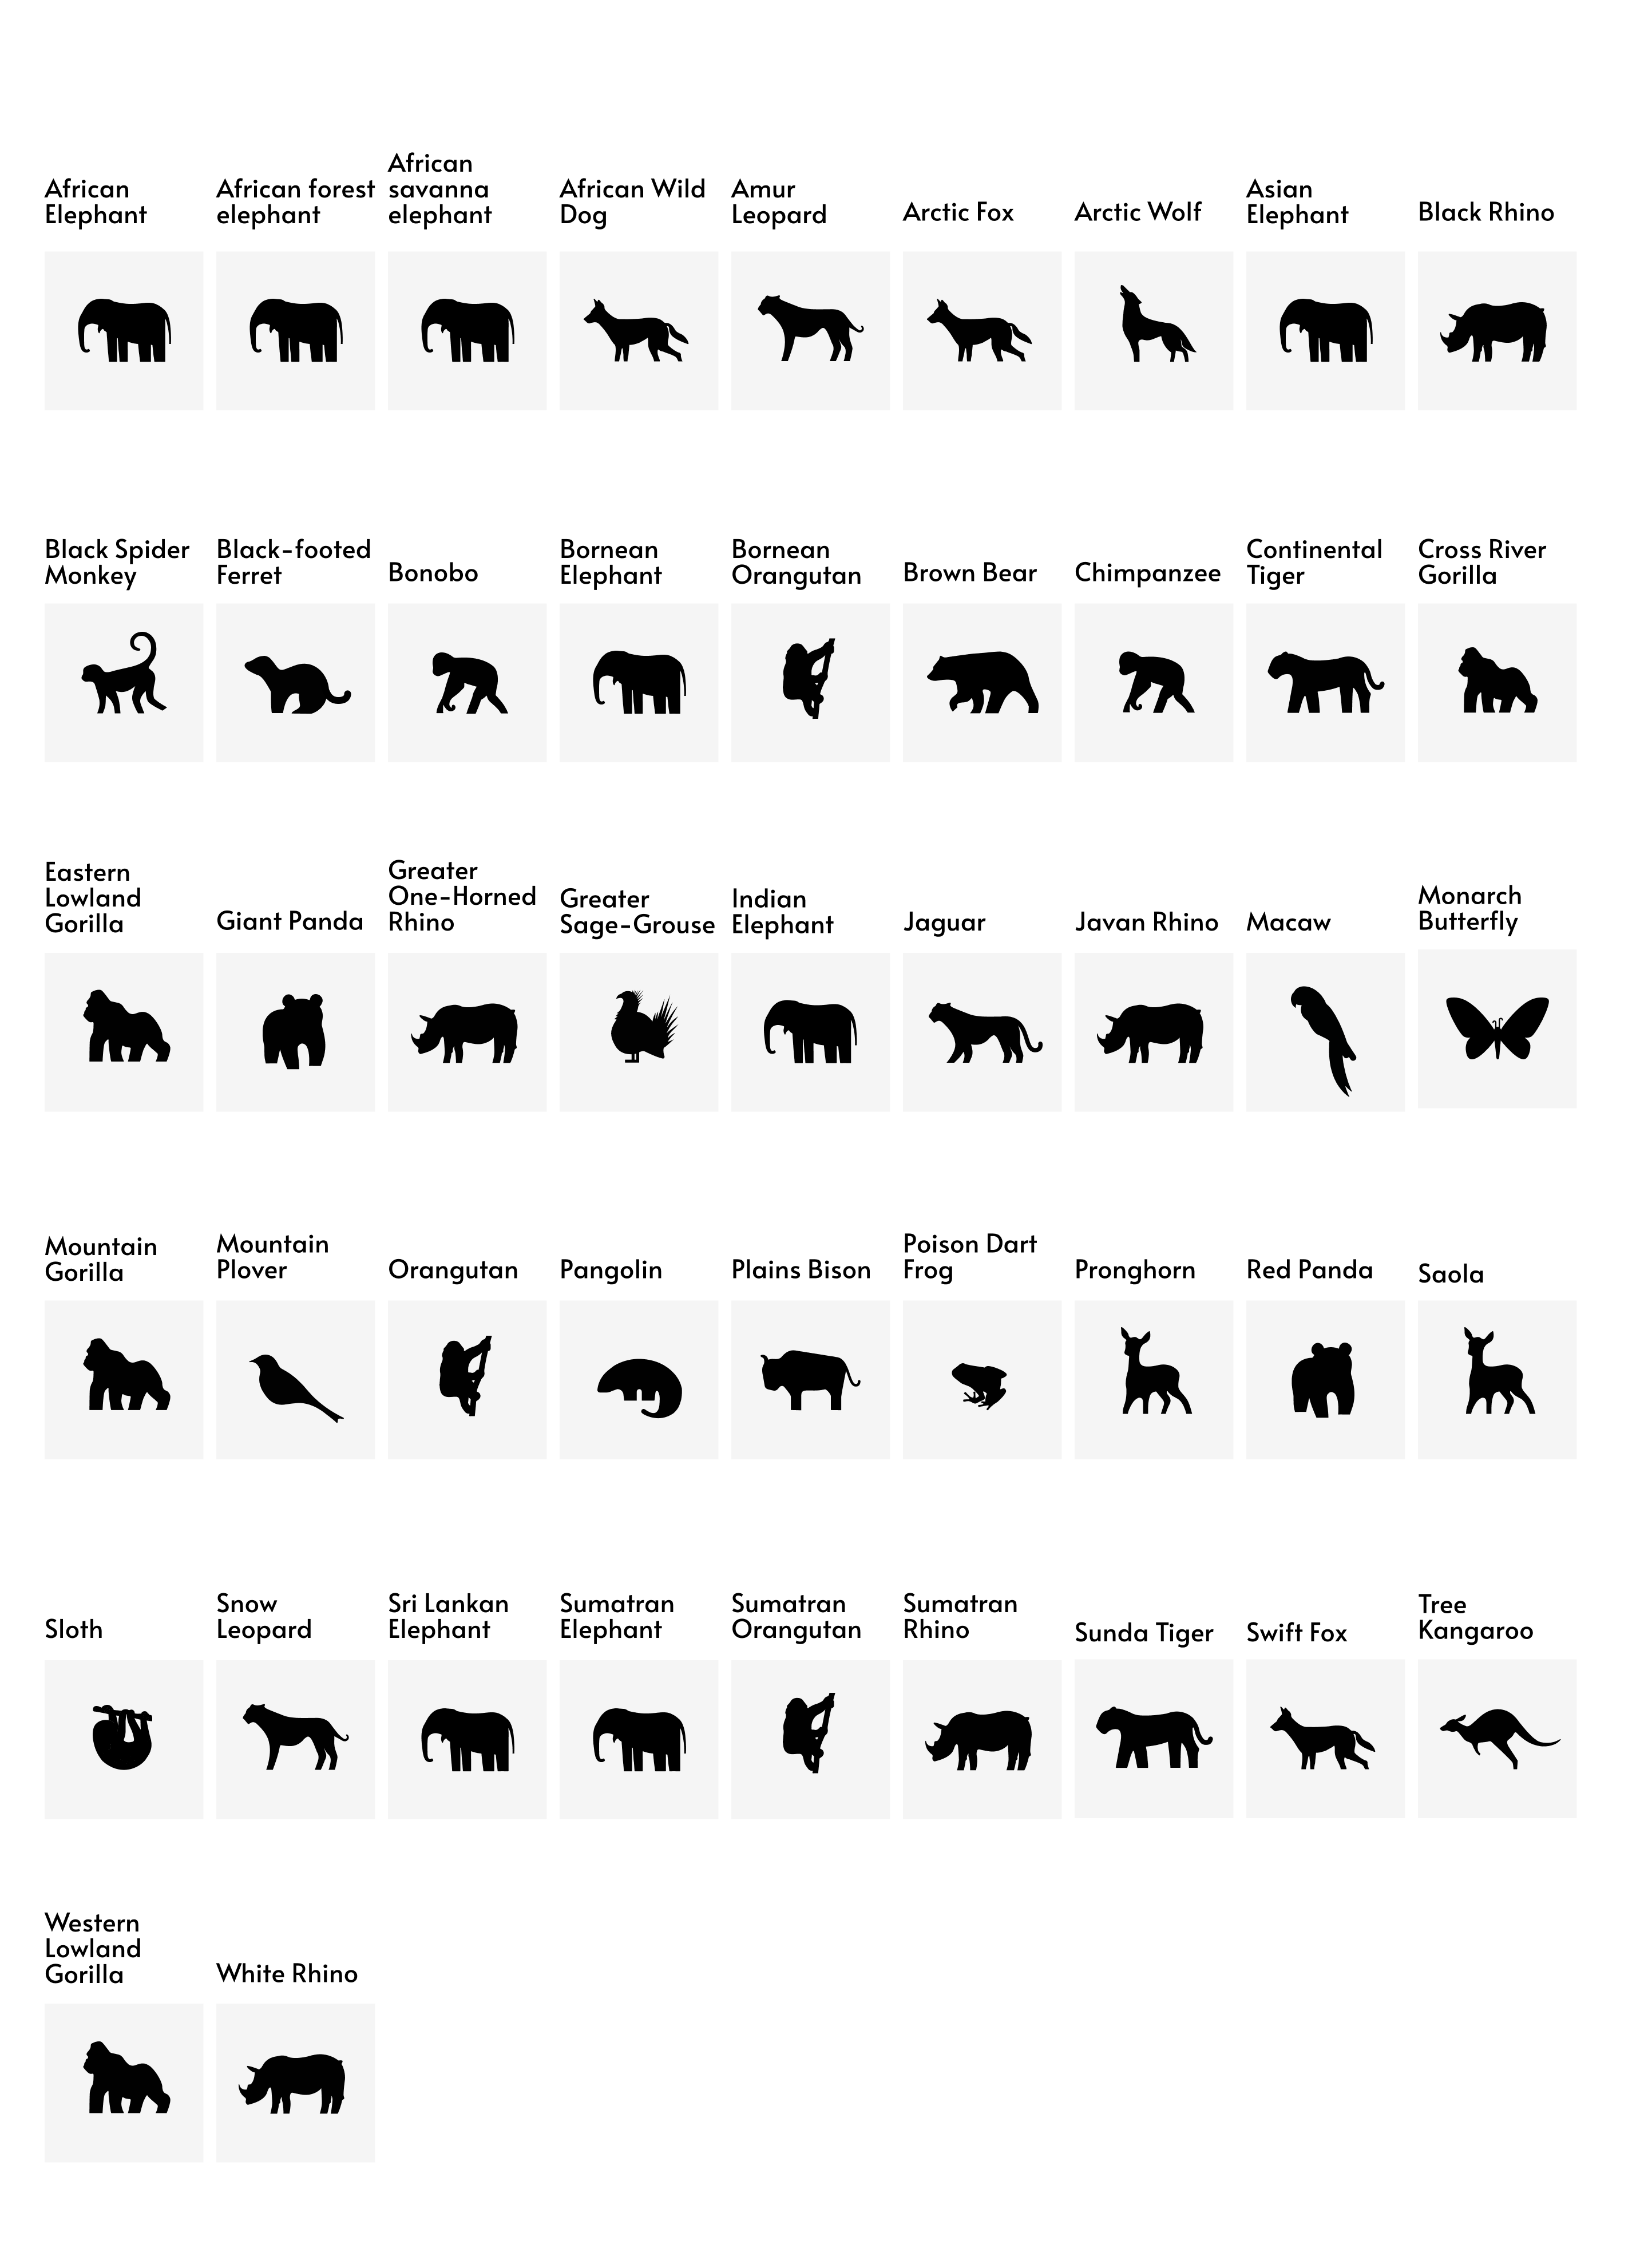 African
Elephant
African forest
elephant
African
savanna
elephant
African Wild
Dog
Amur
Leopard
Arctic Fox
Arctic Wolf
Asian
Elephant
Black Rhino
Black Spider
Monkey
Black-footed
Ferret
Bonobo
Bornean
Elephant
Bornean
Orangutan
Brown Bear
Chimpanzee
Continental
Tiger
Cross River
Gorilla
Eastern
Lowland
Gorilla
Giant Panda
Greater
One-Horned
Rhino
Greater
Sage-Grouse
Indian
Elephant
Jaguar
Javan Rhino
Macaw
Monarch
Butterfly
Mountain
Gorilla
Mountain
Plover
Orangutan
Pangolin
Plains Bison
Poison Dart
Frog
Pronghorn
Red Panda
Saola
Sloth
Snow
Leopard
Sri Lankan
Elephant
Sumatran
Elephant
Sumatran
Orangutan
Sumatran
Rhino
Sunda Tiger
Swift Fox
Tree
Kangaroo
Western
Lowland
Gorilla
White Rhino